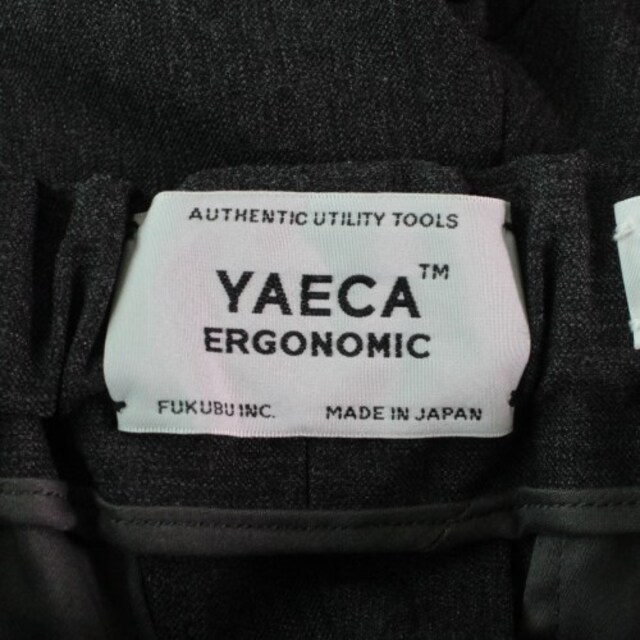 AUTHENTIC UTILITY TOOLS
YAECA™
ERGONOMIC
FUKUBU INC. MADE IN JAPAN